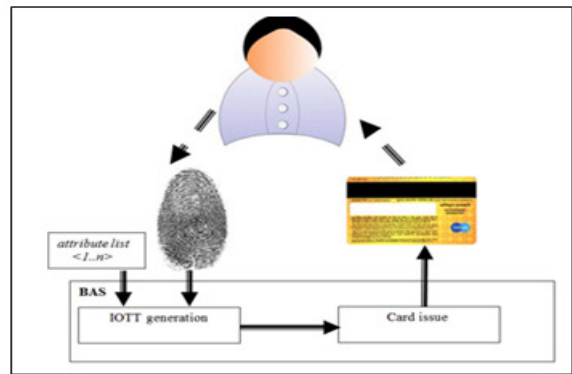 attribute list
<1..n>
BAS
IOTT generation
Card issue